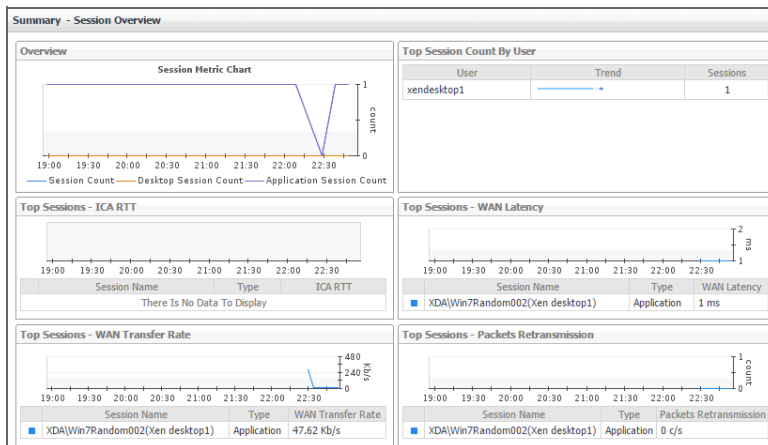 Summary - Session Overview
Overview
Session Metric Chart
1
count
0
19:00 19:30 20:00 20:30 21:00 21:30 22:00 22:30
Session Count Desktop Session Count Application Session Count
Top Session Count By User
User Trend Sessions
xendesktop1 1
Top Sessions - ICA RTT
19:00 19:30 20:00 20:30 21:00 21:30 22:00 22:30
Session Name Type ICA RTT
There Is No Data To Display
Top Sessions - WAN Latency
2
ms
1
19:00 19:30 20:00 20:30 21:00 21:30 22:00 22:30
Session Name Type WAN Latency
XDA\Win7Random002(Xen desktop1) Application 1 ms
Top Sessions - WAN Transfer Rate
480
240
0
Kb/s
19:00 19:30 20:00 20:30 21:00 21:30 22:00 22:30
Session Name Type WAN Transfer Rate
XDA\Win7Random002(Xen desktop1) Application 47.62 Kb/s
Top Sessions - Packets Retransmission
1
count
0
19:00 19:30 20:00 20:30 21:00 21:30 22:00 22:30
Session Name Type Packets Retransmission
XDA\Win7Random002(Xen desktop1) Application 0 c/s